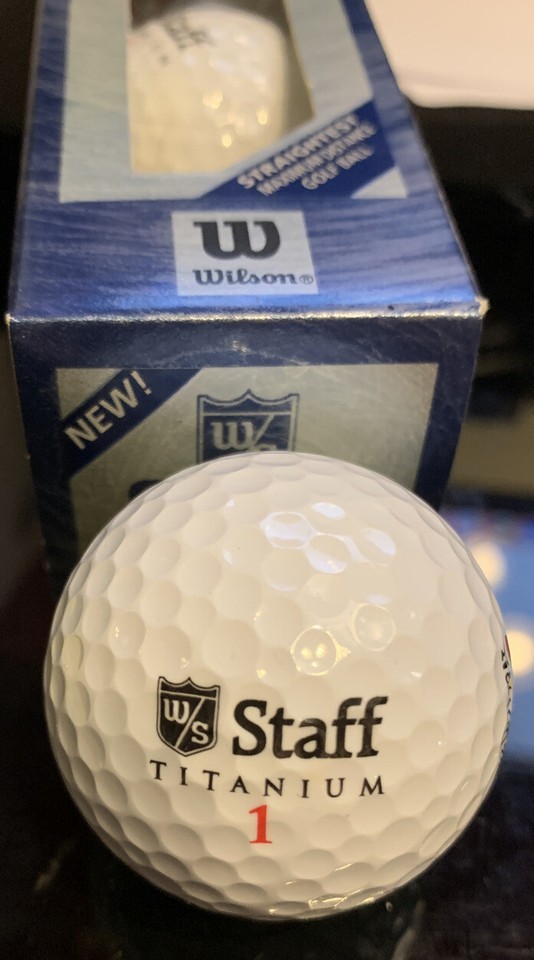 STRAIGHTEST
MAXIMUM DISTANCE
GOLF BALL
W
Wilson®
NEW!
W/S
W/S Staff
TITANIUM
1